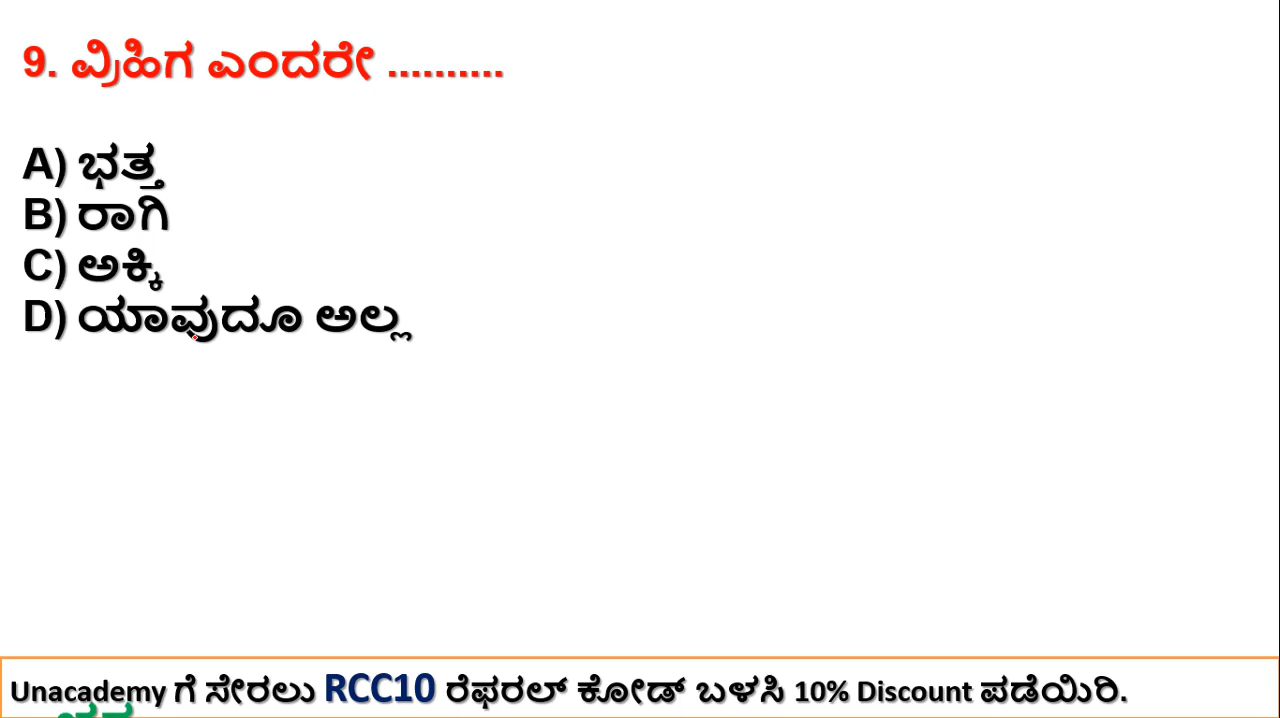 9. ವ್ರಿಹಿಗ ಎಂದರೇ ..........
A) ಭತ್ತ
B) ರಾಗಿ
C) ಅಕ್ಕಿ
D) ಯಾವುದೂ ಅಲ್ಲ
Unacademy ಗೆ ಸೇರಲು RCC10 ರೆಫರಲ್ ಕೋಡ್ ಬಳಸಿ 10% Discount ಪಡೆಯಿರಿ.